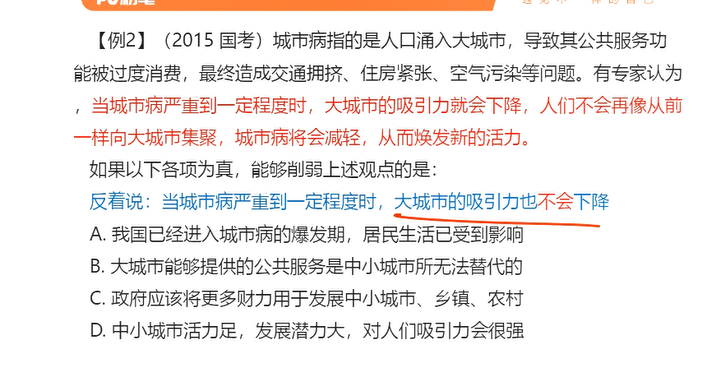 【例2】（2015 国考）城市病指的是人口涌入大城市，导致其公共服务功
能被过度消费，最终造成交通拥挤、住房紧张、空气污染等问题。有专家认为
，当城市病严重到一定程度时，大城市的吸引力就会下降，人们不会再像从前
一样向大城市集聚，城市病将会减轻，从而焕发新的活力。
如果以下各项为真，能够削弱上述观点的是：
反着说：当城市病严重到一定程度时，大城市的吸引力也不会下降
A. 我国已经进入城市病的爆发期，居民生活已受到影响
B. 大城市能够提供的公共服务是中小城市所无法替代的
C. 政府应该将更多财力用于发展中小城市、乡镇、农村
D. 中小城市活力足，发展潜力大，对人们吸引力会很强